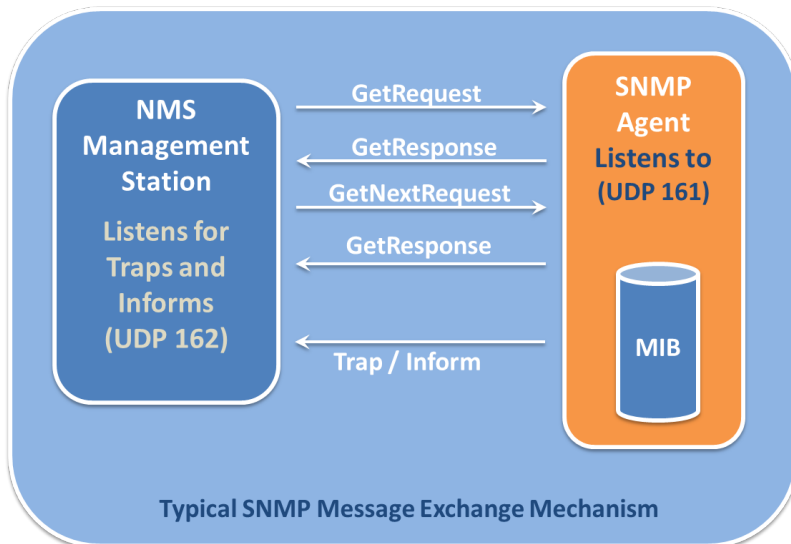 NMS
Management
Station
Listens for
Traps and
Informs
(UDP 162)
GetRequest
GetResponse
GetNextRequest
GetResponse
Trap / Inform
SNMP
Agent
Listens to
(UDP 161)
MIB
Typical SNMP Message Exchange Mechanism